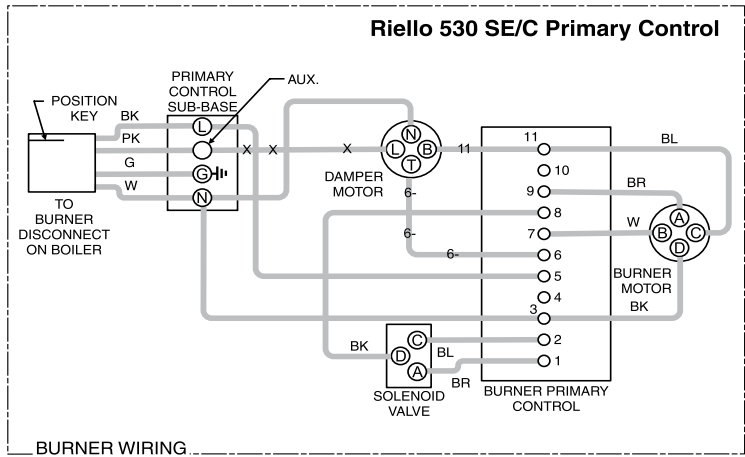 Riello 530 SE/C Primary Control
PRIMARY
CONTROL
SUB-BASE
AUX.
POSITION
KEY
BK
PK
G
W
L
G
N
TO
BURNER
DISCONNECT
ON BOILER
X
X
X
N
L
B
T
DAMPER
MOTOR
11
6-
6-
6-
11
10
9
8
7
6
5
4
3
2
1
BL
BR
W
BK
A
B
C
D
BURNER
MOTOR
BK
C
D
A
BL
BR
SOLENOID
VALVE
BURNER PRIMARY
CONTROL
BURNER WIRING